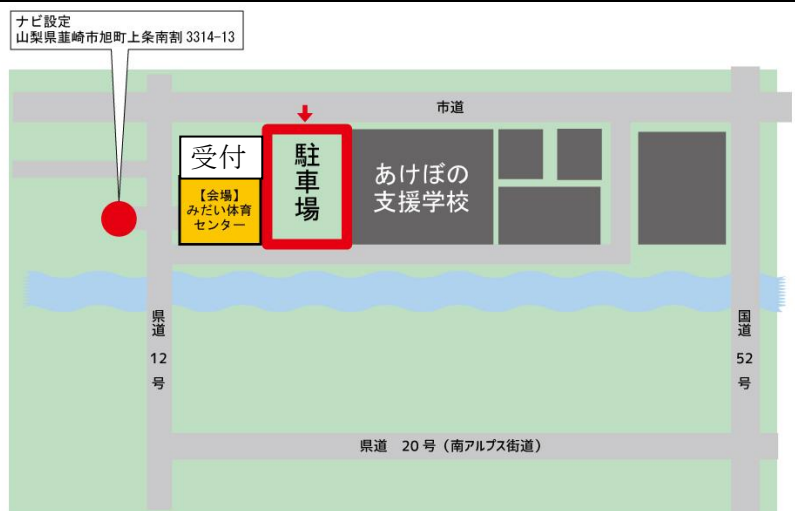 ナビ設定
山梨県韮崎市旭町上条南割 3314-13
市道
受付
【会場】
みだい体育
センター
駐車場
あけぼの
支援学校
県道
12
号
国道
52
号
県道 20 号（南アルプス街道）